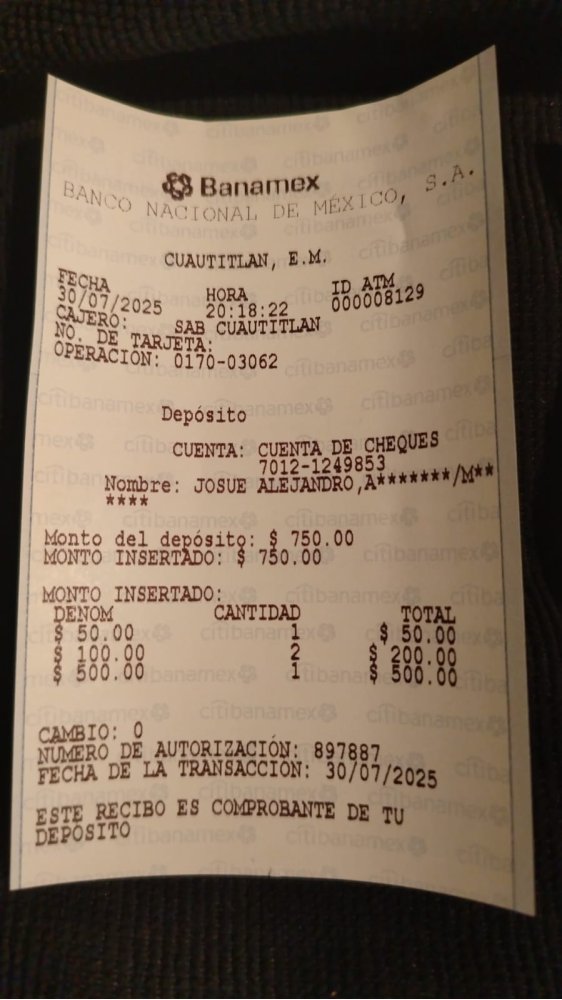 Banamex
BANCO NACIONAL DE MÉXICO, S.A.
CUAUTITLAN, E.M.
FECHA HORA ID ATM
30/07/2025 20:18:22 000008129
CAJERO: SAB CUAUTITLAN
NO. DE TARJETA:
OPERACION: 0170-03062
Depósito
CUENTA: CUENTA DE CHEQUES
7012-1249853
Nombre: JOSUE ALEJANDRO,A*******/M**
****
Monto del depósito: $ 750.00
MONTO INSERTADO: $ 750.00
MONTO INSERTADO:
DENOM CANTIDAD TOTAL
$ 50.00 1 $ 50.00
$ 100.00 2 $ 200.00
$ 500.00 1 $ 500.00
CAMBIO: 0
NUMERO DE AUTORIZACIÓN: 897887
FECHA DE LA TRANSACCIÓN: 30/07/2025
ESTE RECIBO ES COMPROBANTE DE TU
DEPÓSITO